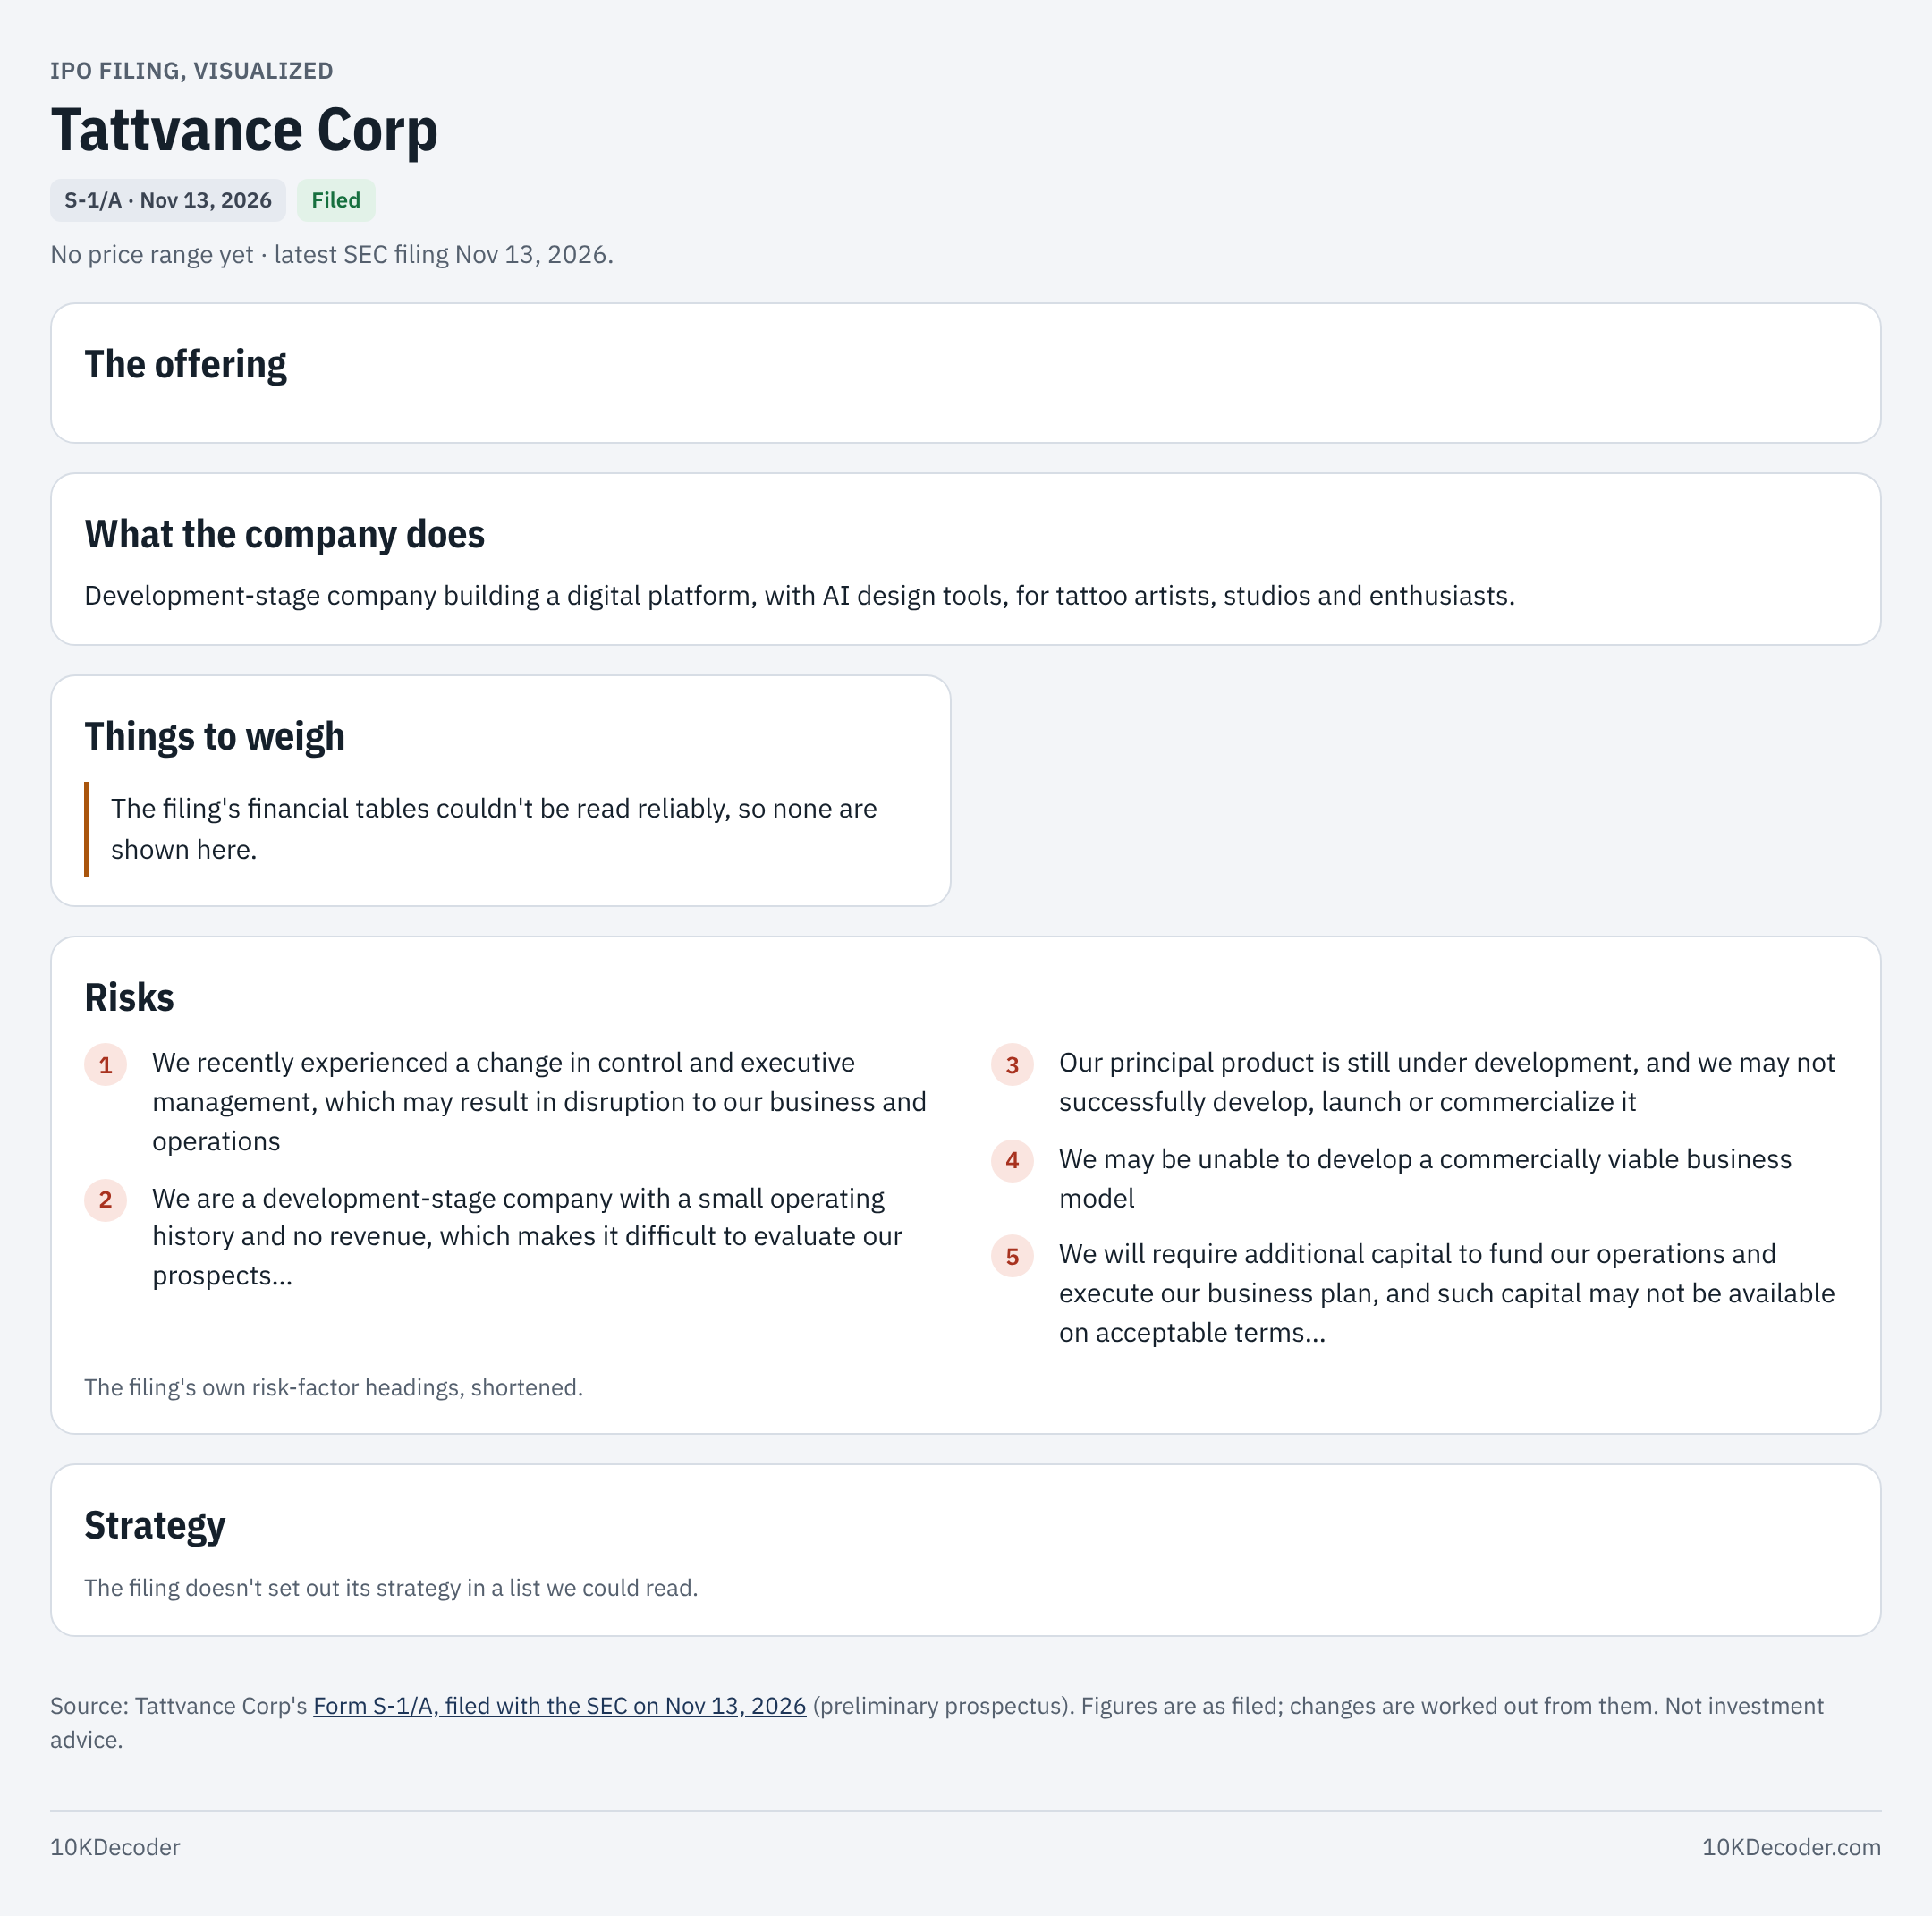 IPO FILING, VISUALIZED
Tattvance Corp
S-1/A · Nov 13, 2026 Filed
No price range yet · latest SEC filing Nov 13, 2026.
The offering
What the company does
Development-stage company building a digital platform, with AI design tools, for tattoo artists, studios and enthusiasts.
Things to weigh
The filing's financial tables couldn't be read reliably, so none are
shown here.
Risks
1 We recently experienced a change in control and executive
management, which may result in disruption to our business and
operations
2 We are a development-stage company with a small operating
history and no revenue, which makes it difficult to evaluate our
prospects...
3 Our principal product is still under development, and we may not
successfully develop, launch or commercialize it
4 We may be unable to develop a commercially viable business
model
5 We will require additional capital to fund our operations and
execute our business plan, and such capital may not be available
on acceptable terms...
The filing's own risk-factor headings, shortened.
Strategy
The filing doesn't set out its strategy in a list we could read.
Source: Tattvance Corp's Form S-1/A, filed with the SEC on Nov 13, 2026 (preliminary prospectus). Figures are as filed; changes are worked out from them. Not investment
advice.
10KDecoder
10KDecoder.com